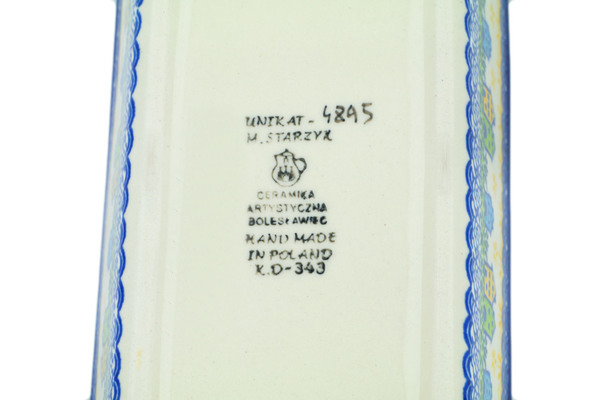 UNIKAT - 4895
M. STARZYK
CERAMIKA
ARTYSTYCZNA
BOLESŁAWIEC
HAND MADE
IN POLAND
K.D-343